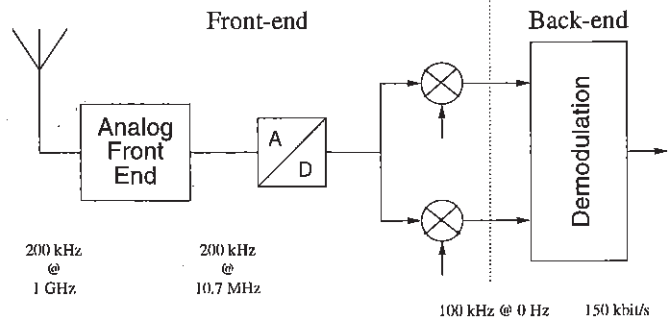 Front-end
Back-end
Analog
Front
End
A
D
Demodulation
200 kHz
@
1 GHz
200 kHz
@
10.7 MHz
100 kHz @ 0 Hz
150 kbit/s